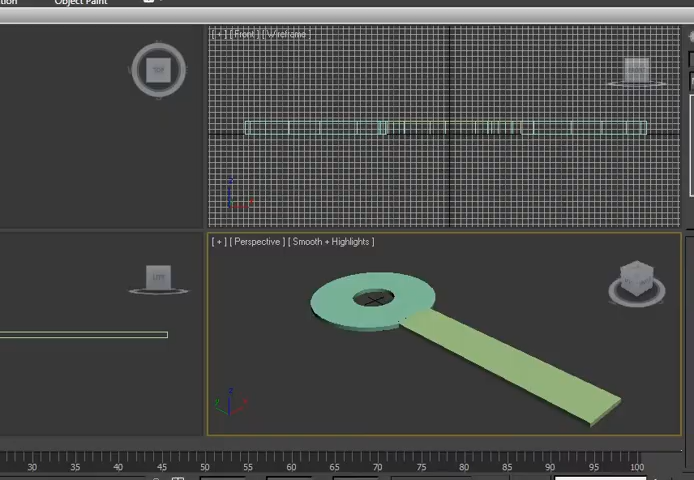 Object Paint
[ + ] [ Front ] [ Wireframe ]
[ + ] [ Perspective ] [ Smooth + Highlights ]
30 35 40 45 50 55 60 65 70 75 80 85 90 95 100